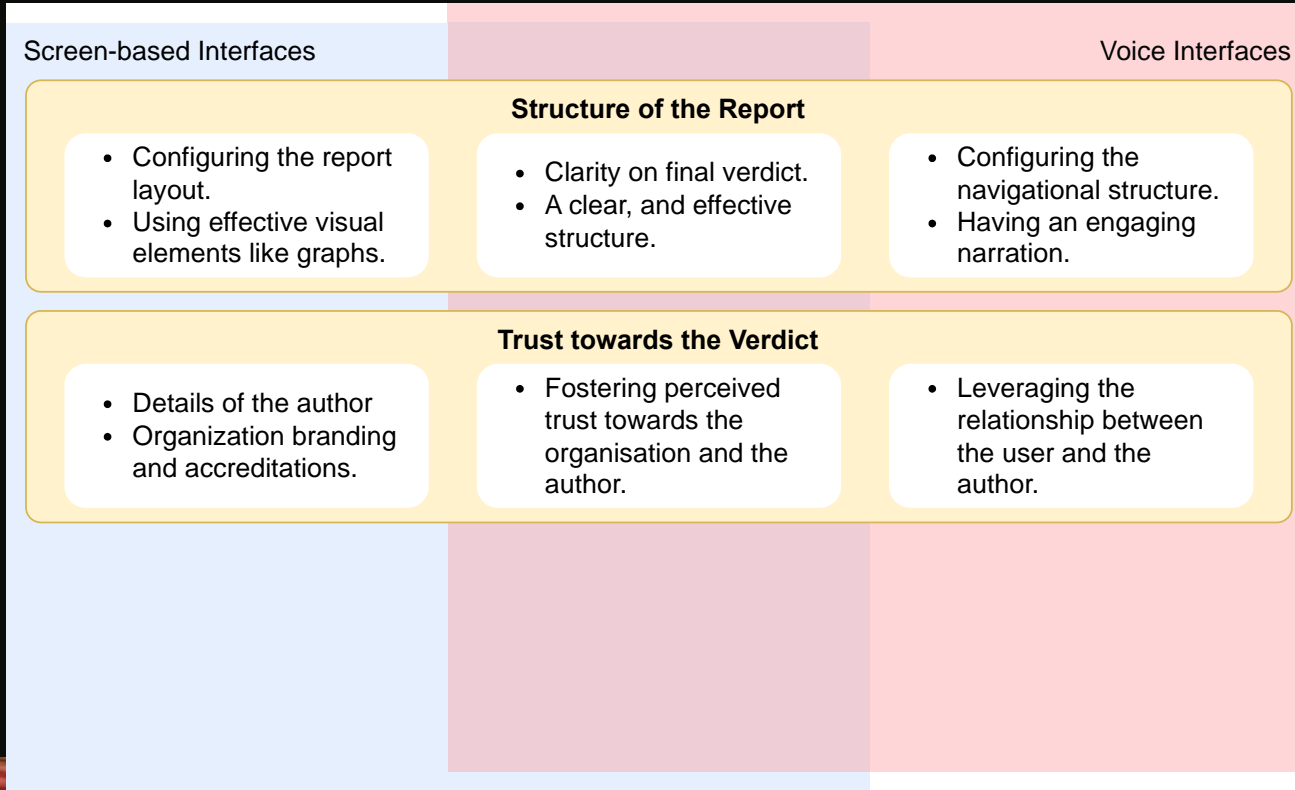 Screen-based Interfaces
Voice Interfaces
Structure of the Report
• Configuring the report
layout.
• Using effective visual
elements like graphs.
• Clarity on final verdict.
• A clear, and effective
structure.
• Configuring the
navigational structure.
• Having an engaging
narration.
Trust towards the Verdict
• Details of the author
• Organization branding
and accreditations.
• Fostering perceived
trust towards the
organisation and the
author.
• Leveraging the
relationship between
the user and the
author.